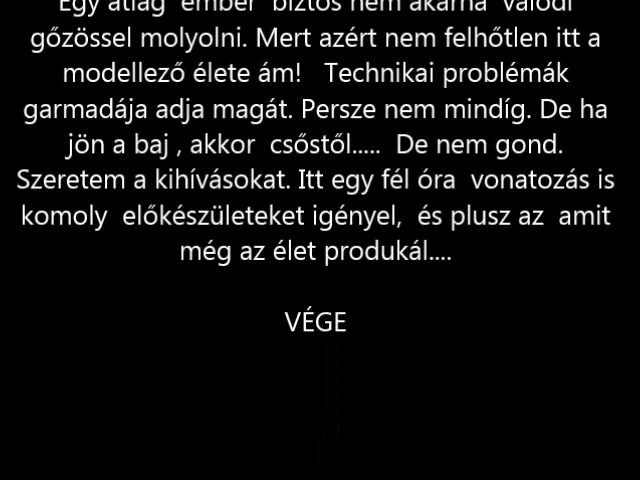 Egy átlag ember biztos nem akarna valódi
gőzössel molyolni. Mert azért nem felhőtlen itt a
modellező élete ám! Technikai problémák
garmadája adja magát. Persze nem mindíg. De ha
jön a baj , akkor csőstől..... De nem gond.
Szeretem a kihívásokat. Itt egy fél óra vonatozás is
komoly előkészületeket igényel, és plusz az amit
még az élet produkál....
VÉGE